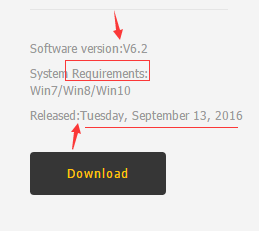 Software version:V6.2
System Requirements:
Win7/Win8/Win10
Released:Tuesday, September 13, 2016
Download